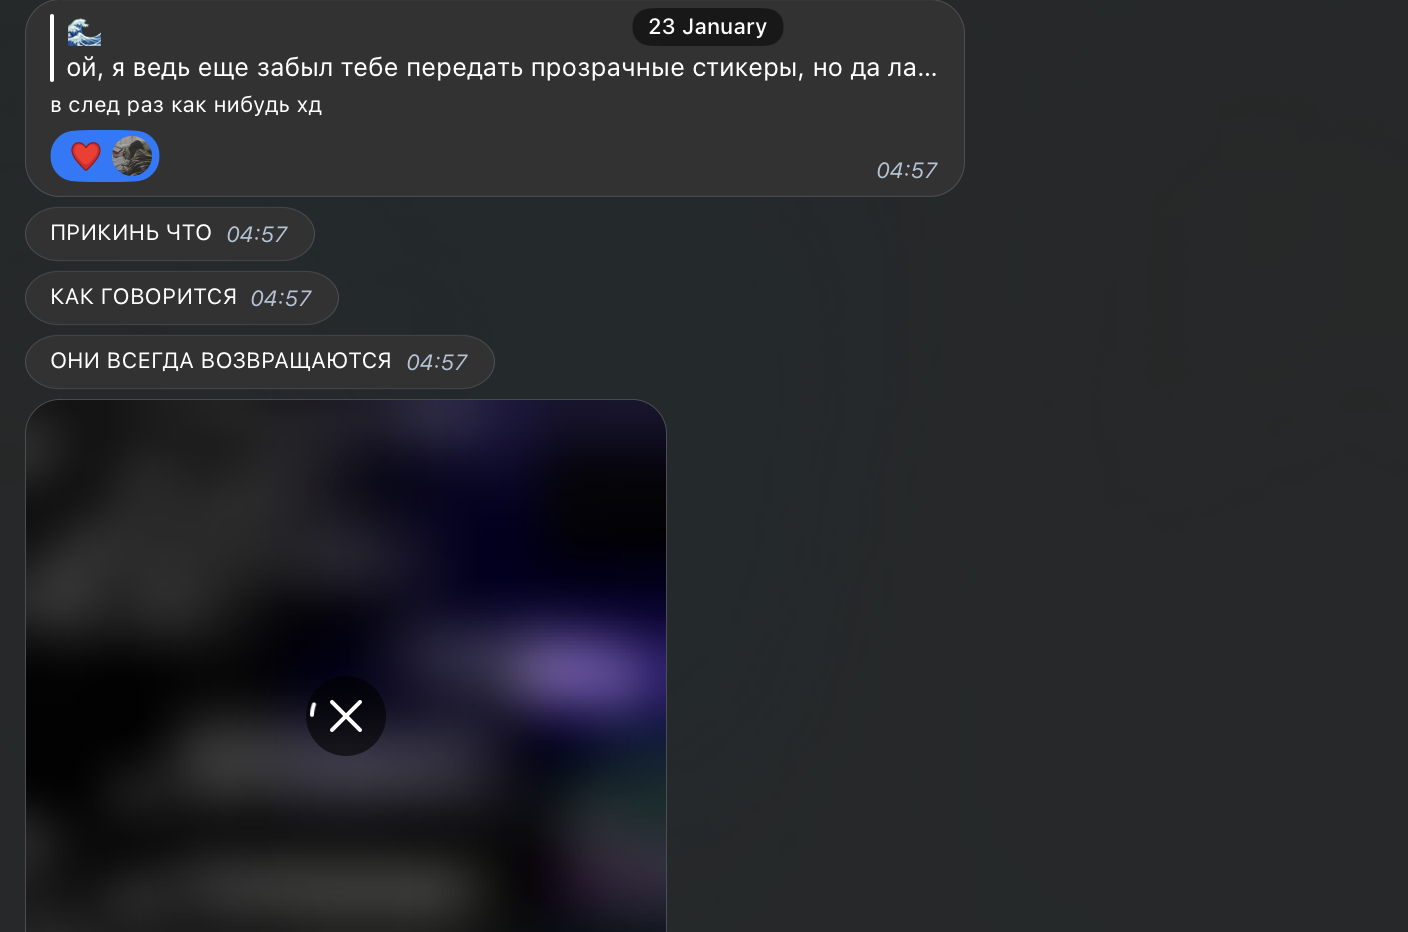 23 January
🌊
ой, я ведь еще забыл тебе передать прозрачные стикеры, но да ла...
в след раз как нибудь хд
❤️
04:57
ПРИКИНЬ ЧТО 04:57
КАК ГОВОРИТСЯ 04:57
ОНИ ВСЕГДА ВОЗВРАЩАЮТСЯ 04:57